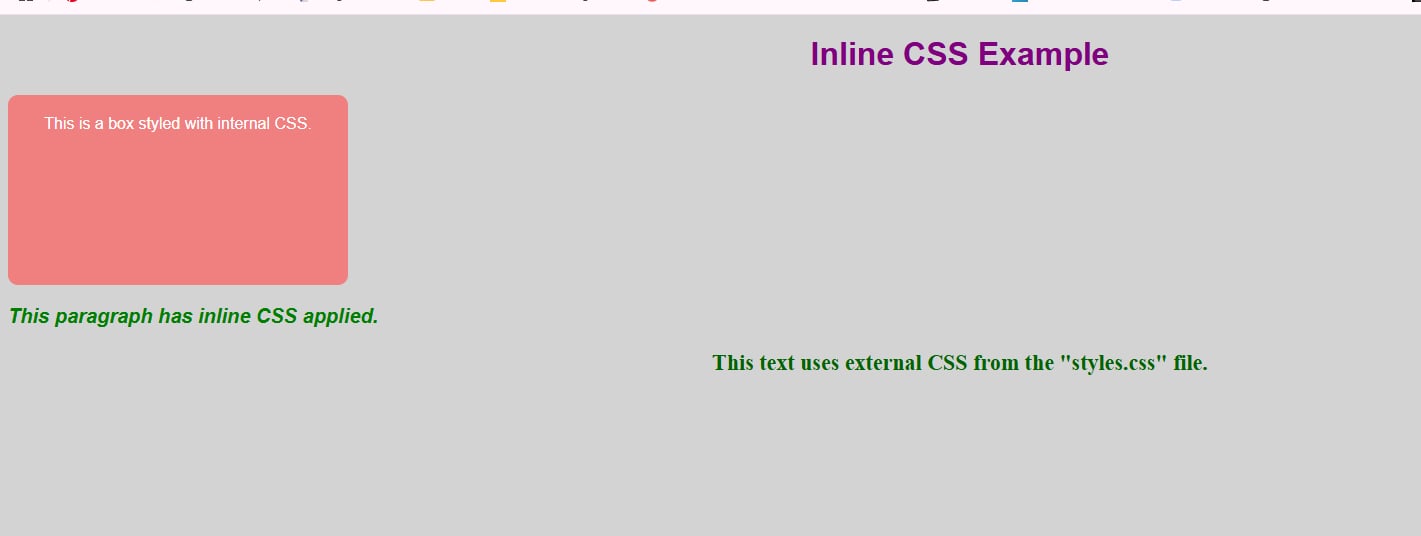 Inline CSS Example
This is a box styled with internal CSS.
This paragraph has inline CSS applied.
This text uses external CSS from the "styles.css" file.